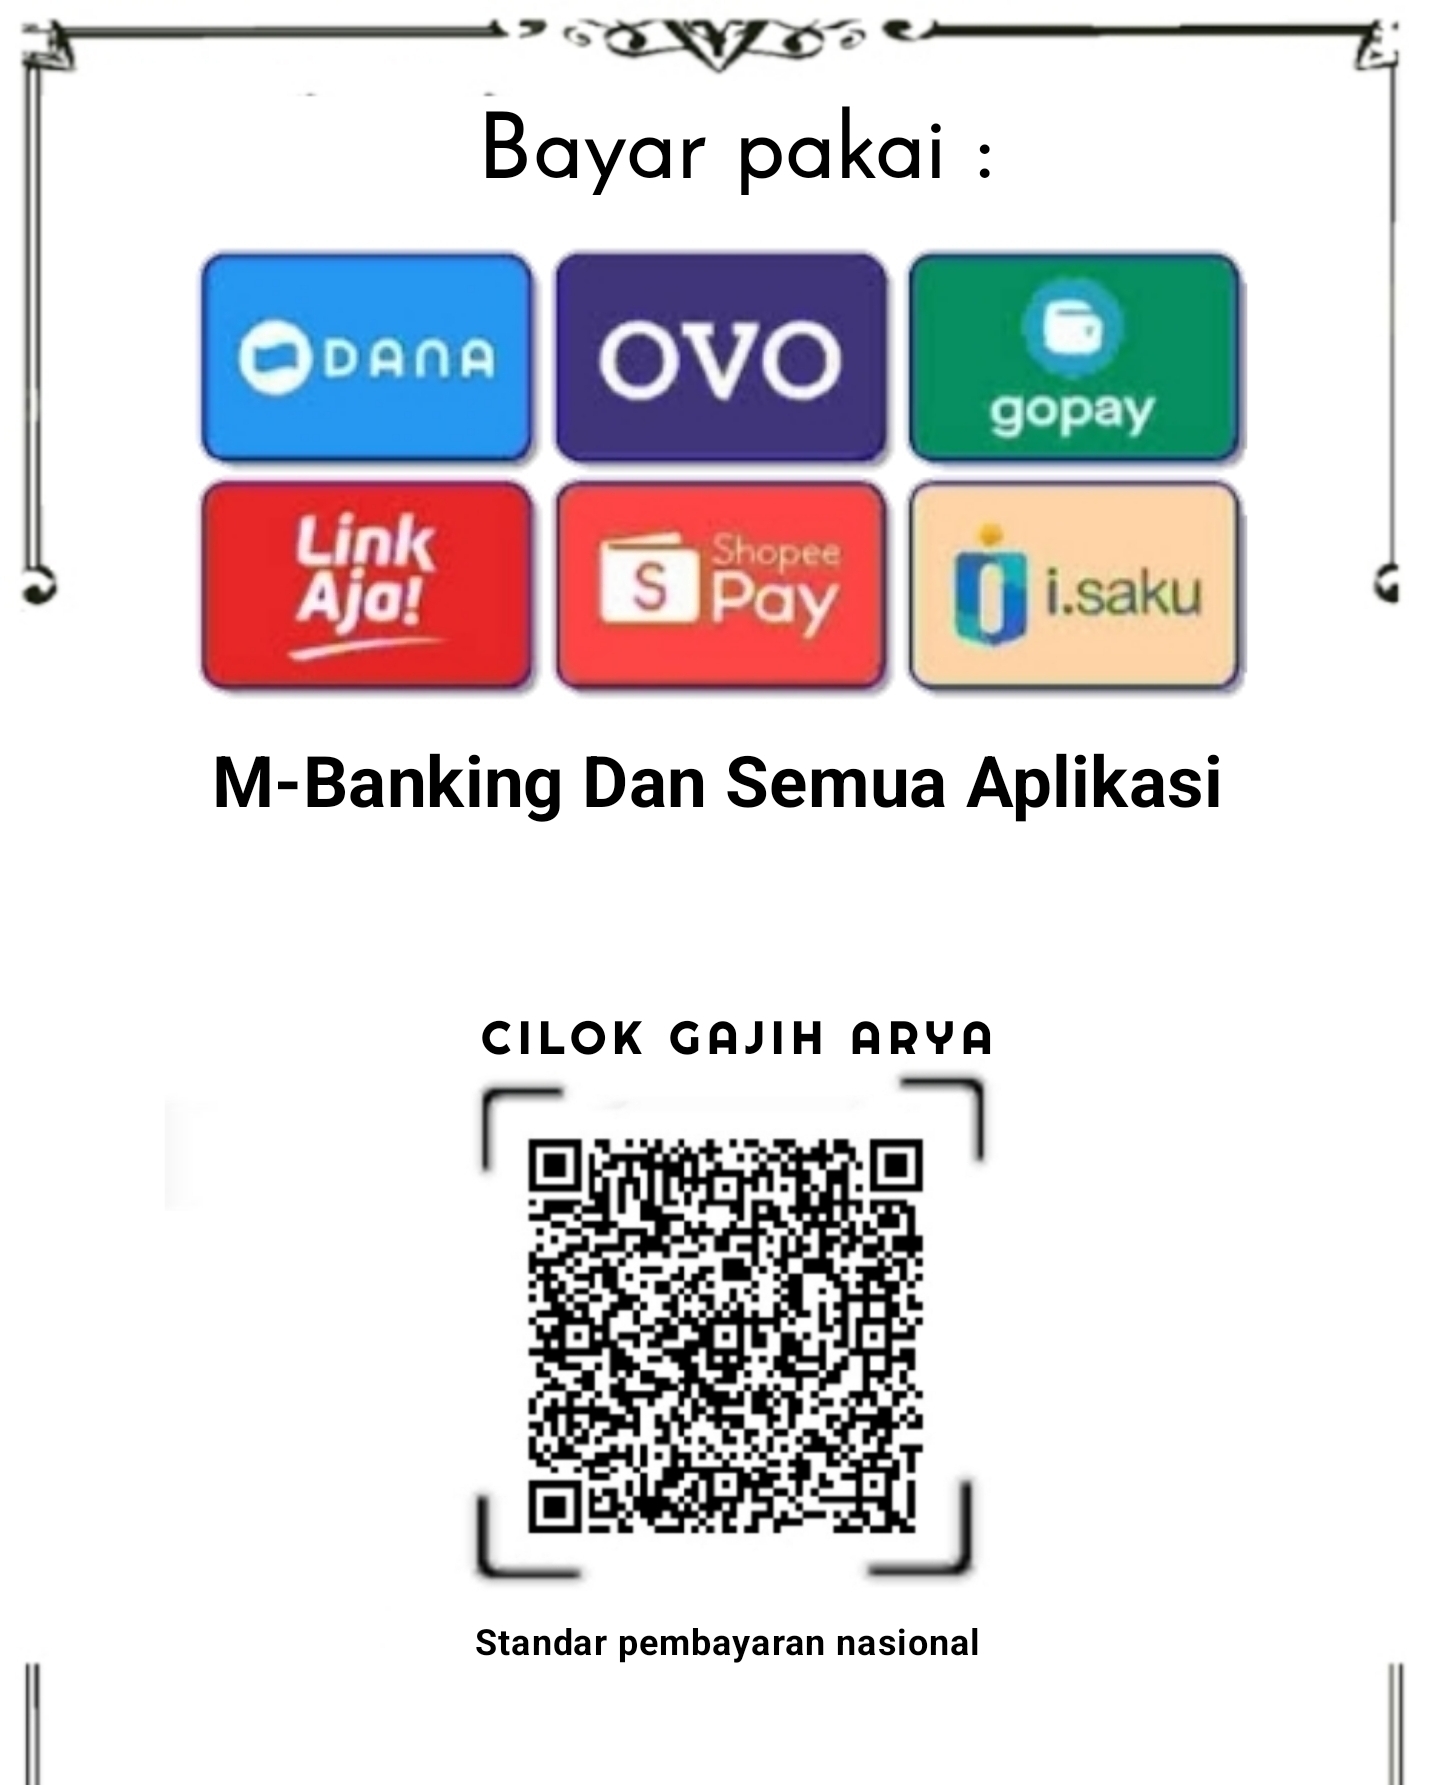 Bayar pakai :
DANA OVO gopay
Link Aja! S Shopee Pay i.saku
M-Banking Dan Semua Aplikasi
CILOK GAJIH ARYA
Standar pembayaran nasional